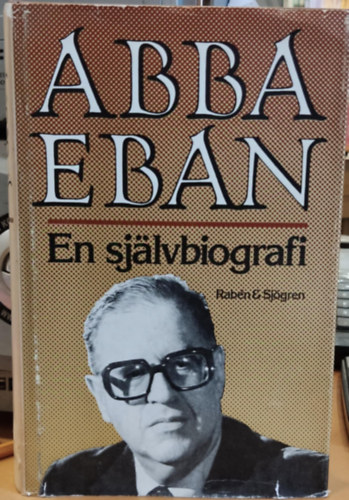 ABBA
EBAN
En självbiografi
Rabén & Sjögren